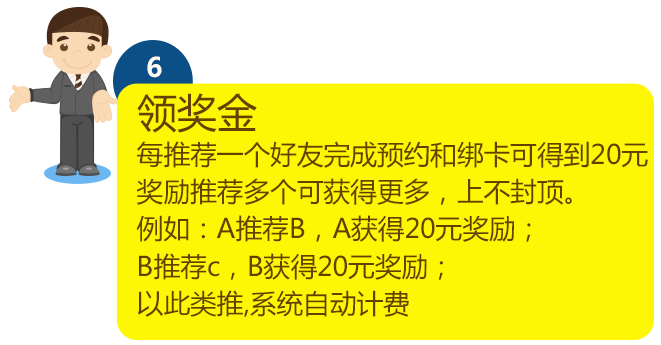 6
领奖金
每推荐一个好友完成预约和绑卡可得到20元
奖励推荐多个可获得更多，上不封顶。
例如：A推荐B，A获得20元奖励；
B推荐c，B获得20元奖励；
以此类推,系统自动计费